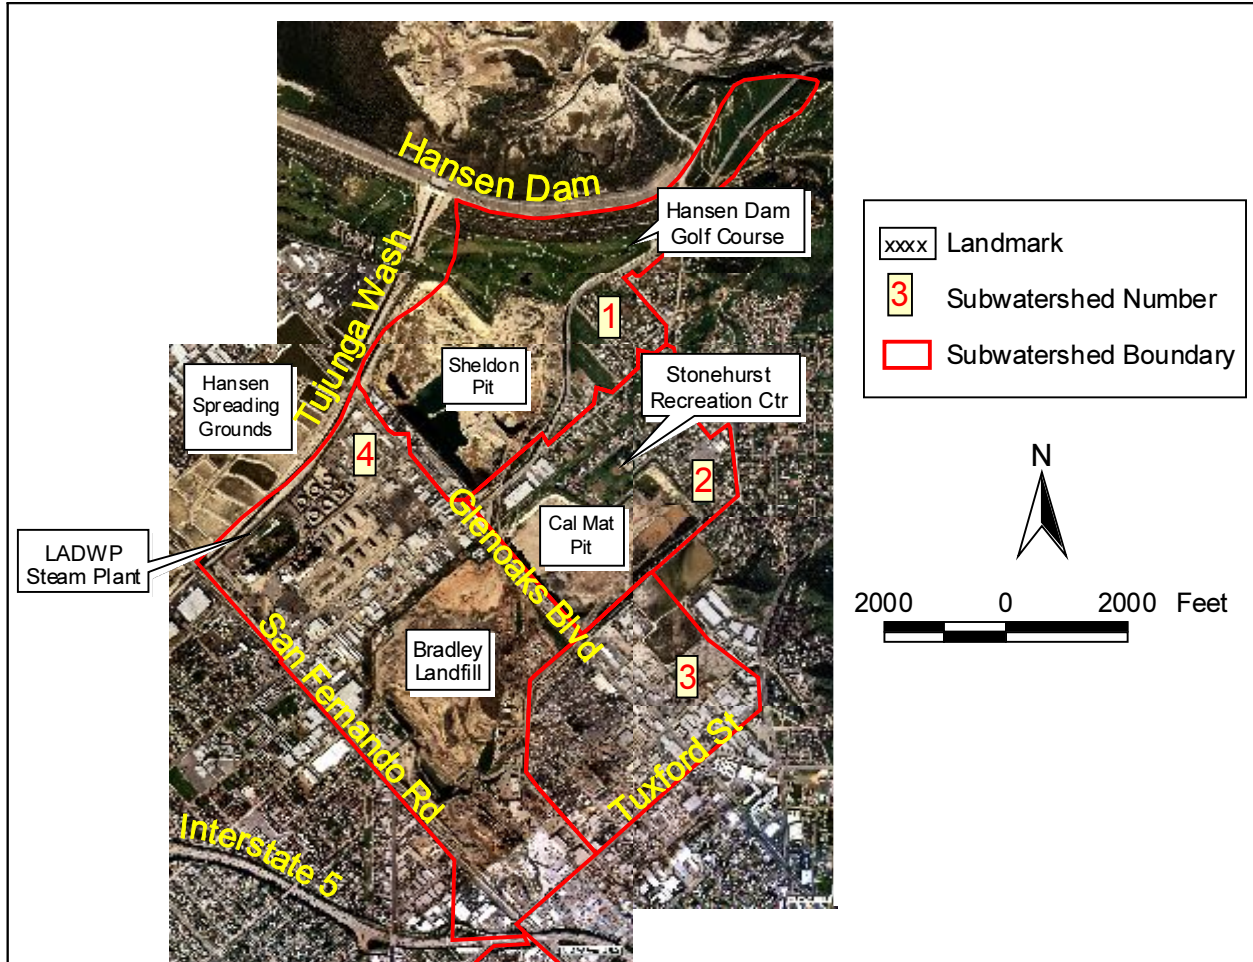 Hansen Dam
Hansen Dam
Golf Course
Tujunga Wash
1
Sheldon
Pit
Stonehurst
Recreation Ctr
Hansen
Spreading
Grounds
4
2
Glenoaks Blvd
Cal Mat
Pit
LADWP
Steam Plant
San Fernando Rd
Bradley
Landfill
3
Tuxford St
Interstate 5
xxxx Landmark
3 Subwatershed Number
Subwatershed Boundary
N
2000 0 2000 Feet